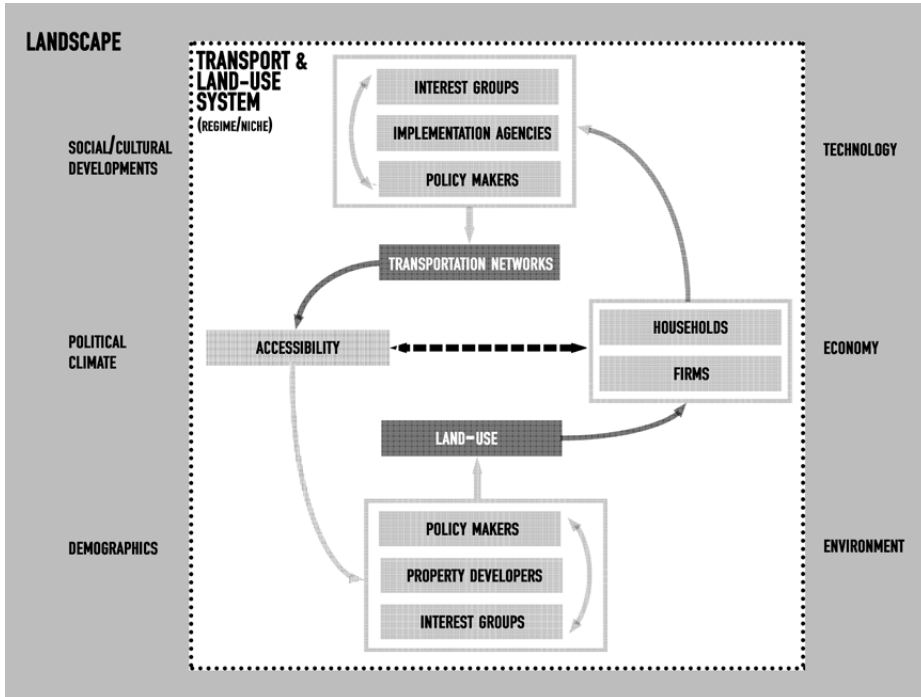 LANDSCAPE
TRANSPORT &
LAND-USE
SYSTEM
(REGIME/NICHE)
INTEREST GROUPS
IMPLEMENTATION AGENCIES
POLICY MAKERS
SOCIAL/CULTURAL
DEVELOPMENTS
TECHNOLOGY
TRANSPORTATION NETWORKS
POLITICAL
CLIMATE
ACCESSIBILITY
HOUSEHOLDS
FIRMS
ECONOMY
LAND-USE
DEMOGRAPHICS
POLICY MAKERS
PROPERTY DEVELOPERS
INTEREST GROUPS
ENVIRONMENT